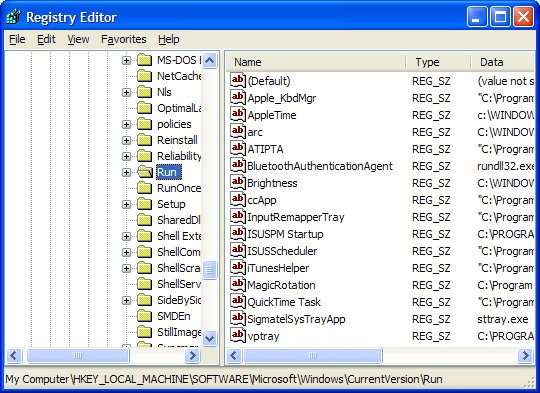 Registry Editor
File Edit View Favorites Help
MS-DOS
NetCache
Nls
OptimalLa
policies
Reinstall
Reliability
Run
RunOnce
Setup
SharedDl
Shell Exte
ShellCom
ShellScra
ShellServ
SideBySid
SMDEn
StillImage
Name Type Data
(Default) REG_SZ (value not s
Apple_KbdMgr REG_SZ "C:\Program
AppleTime REG_SZ c:\WINDOW
arc REG_SZ "C:\Program
ATIPTA REG_SZ "C:\Program
BluetoothAuthenticationAgent REG_SZ rundll32.exe
Brightness REG_SZ C:\WINDOW
ccApp REG_SZ "C:\Program
InputRemapperTray REG_SZ "C:\Program
ISUSPM Startup REG_SZ C:\PROGRA
ISUSScheduler REG_SZ "C:\Program
iTunesHelper REG_SZ "C:\Program
MagicRotation REG_SZ C:\Program
QuickTime Task REG_SZ "C:\Program
SigmatelSysTrayApp REG_SZ sttray.exe
vptray REG_SZ C:\PROGRA
My Computer\HKEY_LOCAL_MACHINE\SOFTWARE\Microsoft\Windows\CurrentVersion\Run